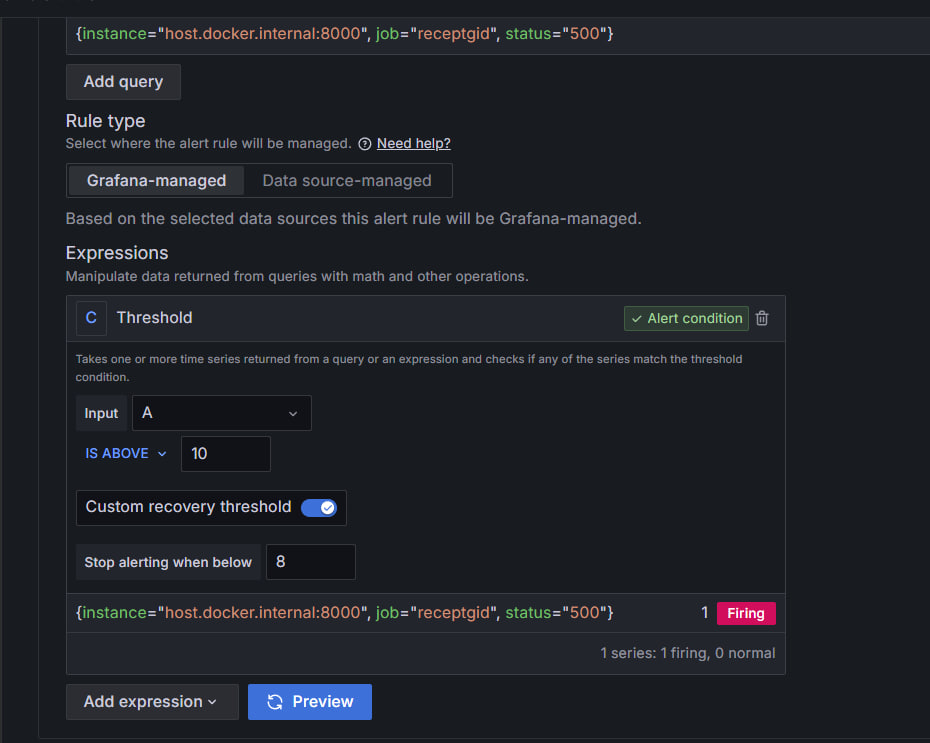 {instance="host.docker.internal:8000", job="receptgid", status="500"}
Add query
Rule type
Select where the alert rule will be managed. Need help?
Grafana-managed Data source-managed
Based on the selected data sources this alert rule will be Grafana-managed.
Expressions
Manipulate data returned from queries with math and other operations.
C Threshold Alert condition
Takes one or more time series returned from a query or an expression and checks if any of the series match the threshold
condition.
Input A
IS ABOVE 10
Custom recovery threshold
Stop alerting when below 8
{instance="host.docker.internal:8000", job="receptgid", status="500"} 1 Firing
1 series: 1 firing, 0 normal
Add expression Preview